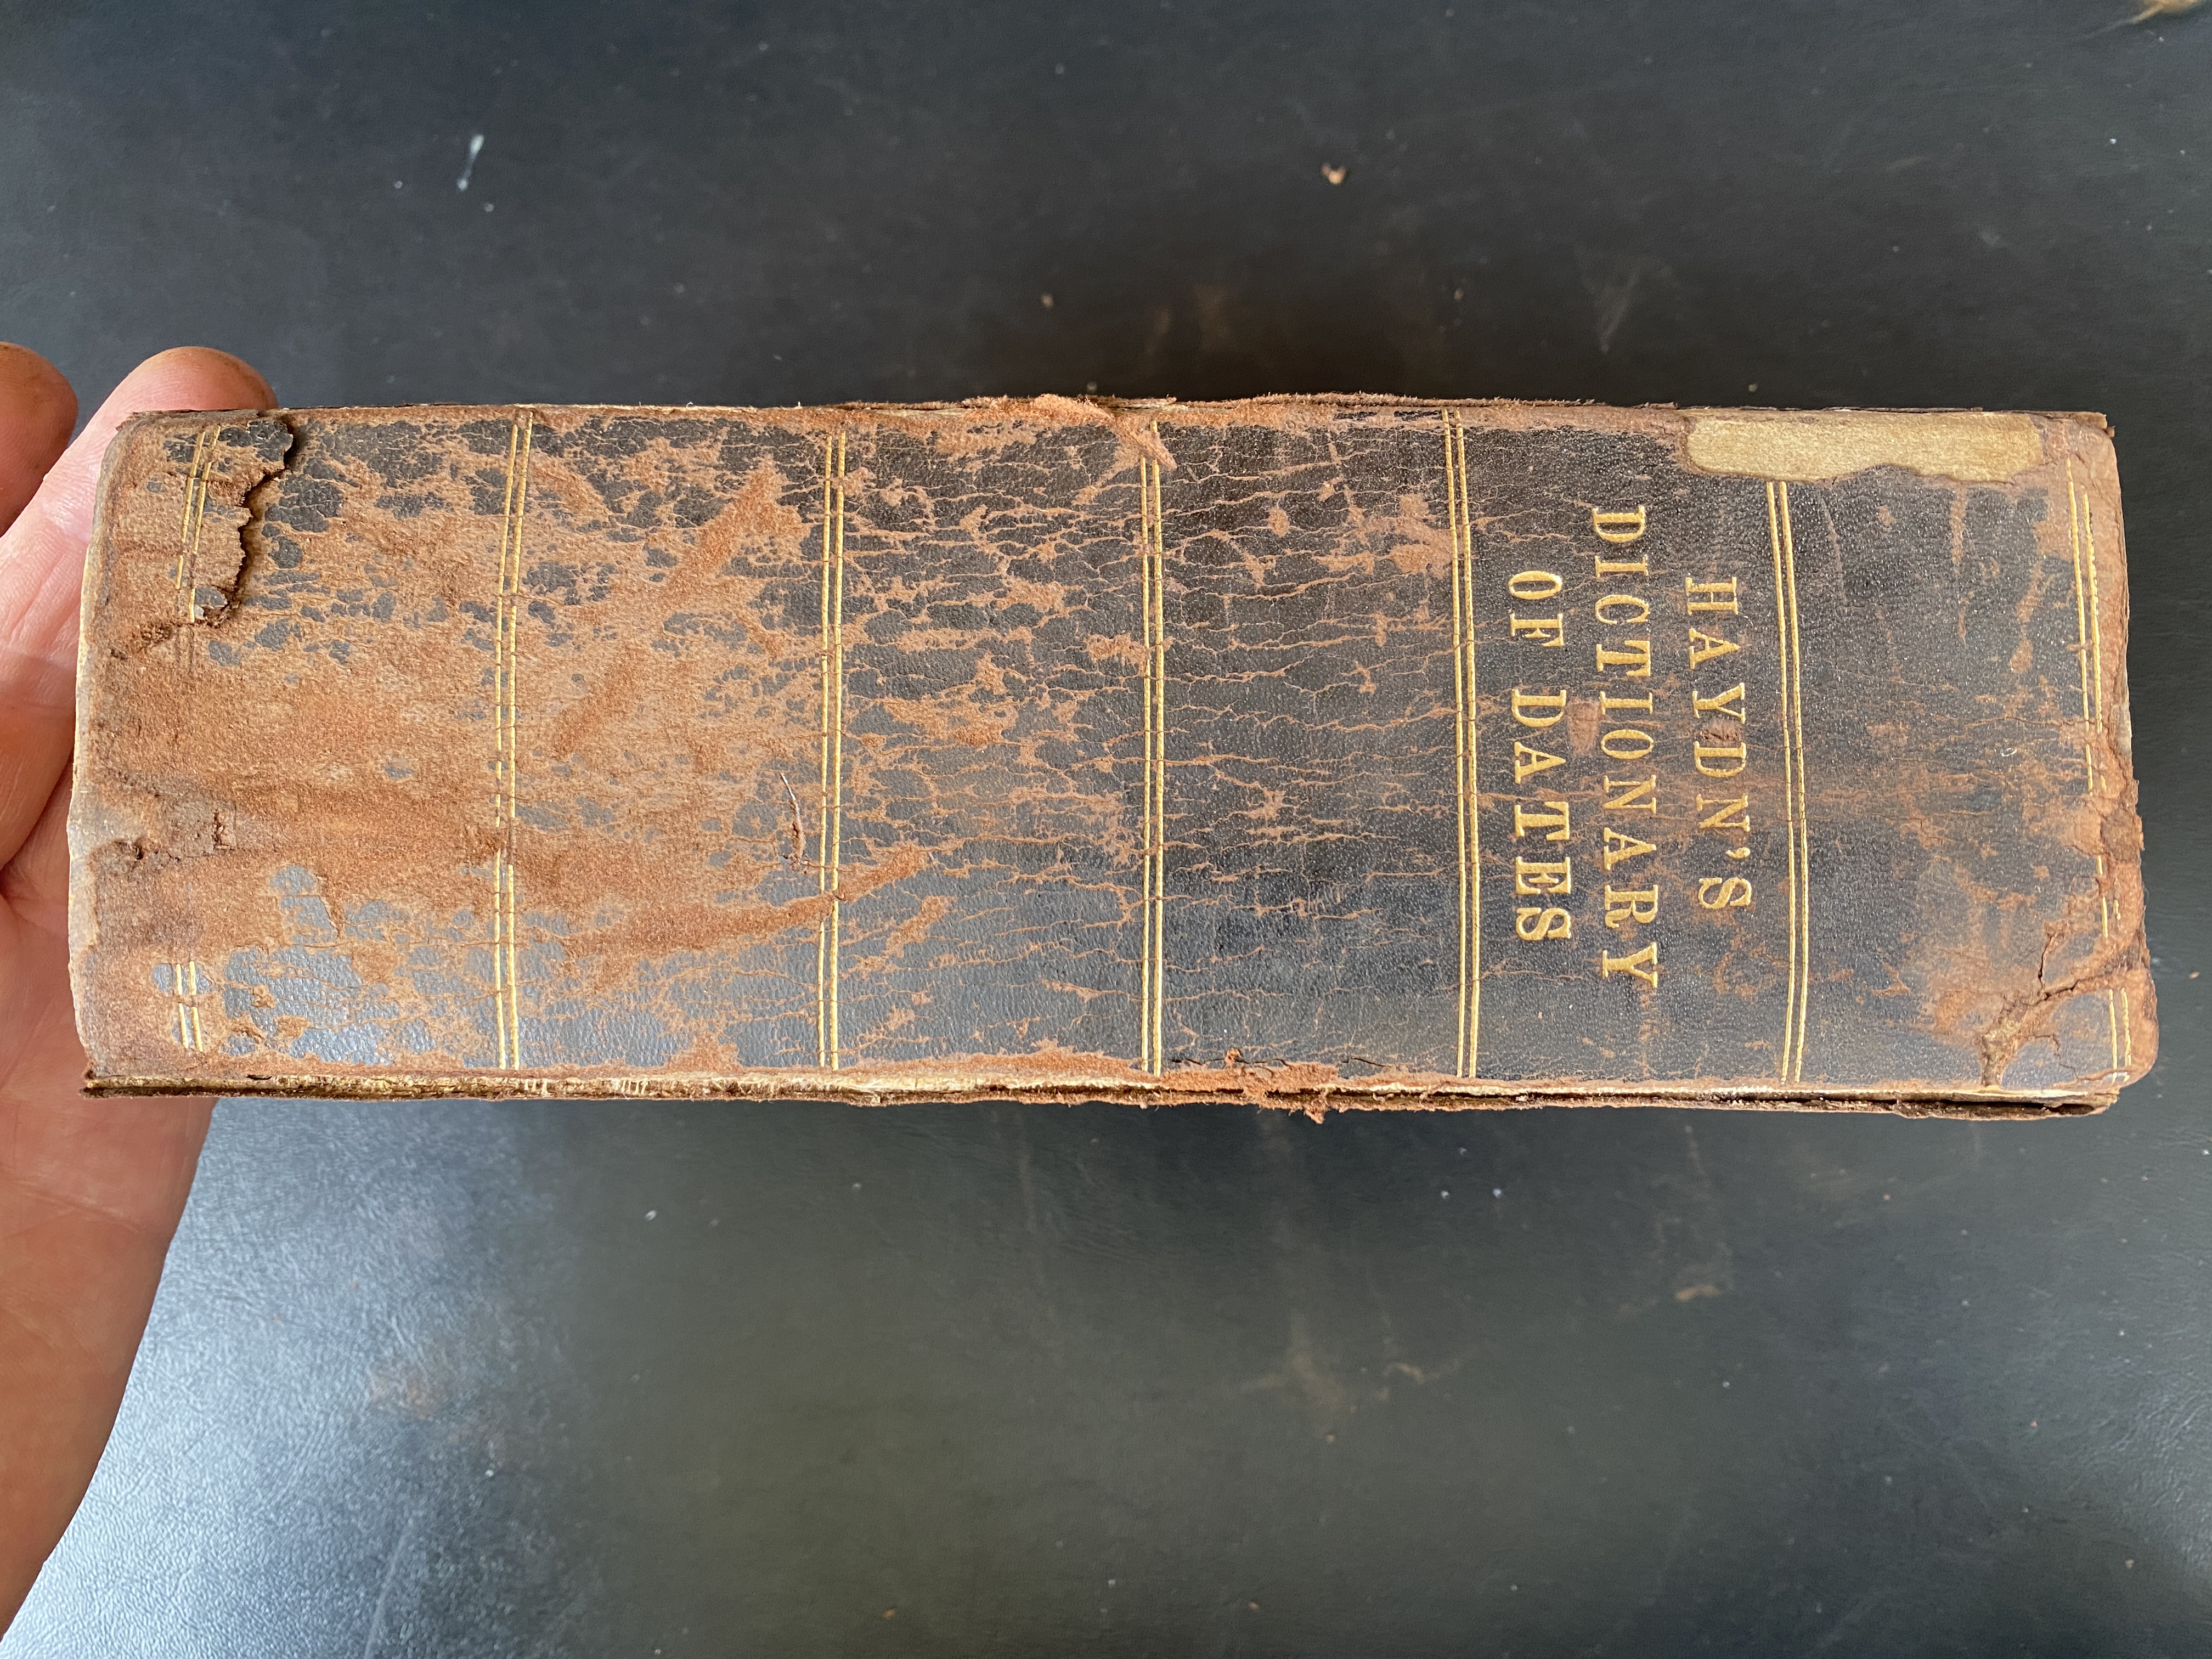 HAYDN'S
DICTIONARY
OF DATES